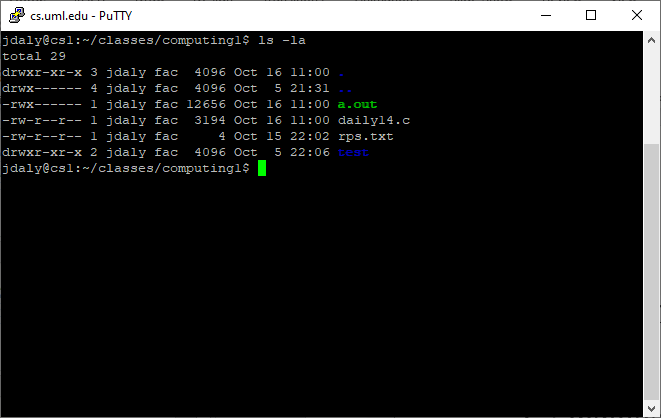 cs.uml.edu - PuTTY
jdaly@cs1:~/classes/computing1$ ls -la
total 29
drwxr-xr-x 3 jdaly fac  4096 Oct 16 11:00 .
drwx------ 4 jdaly fac  4096 Oct  5 21:31 ..
-rwx------ 1 jdaly fac 12656 Oct 16 11:00 a.out
-rw-r--r-- 1 jdaly fac  3194 Oct 16 11:00 daily14.c
-rw-r--r-- 1 jdaly fac     4 Oct 15 22:02 rps.txt
drwxr-xr-x 2 jdaly fac  4096 Oct  5 22:06 test
jdaly@cs1:~/classes/computing1$